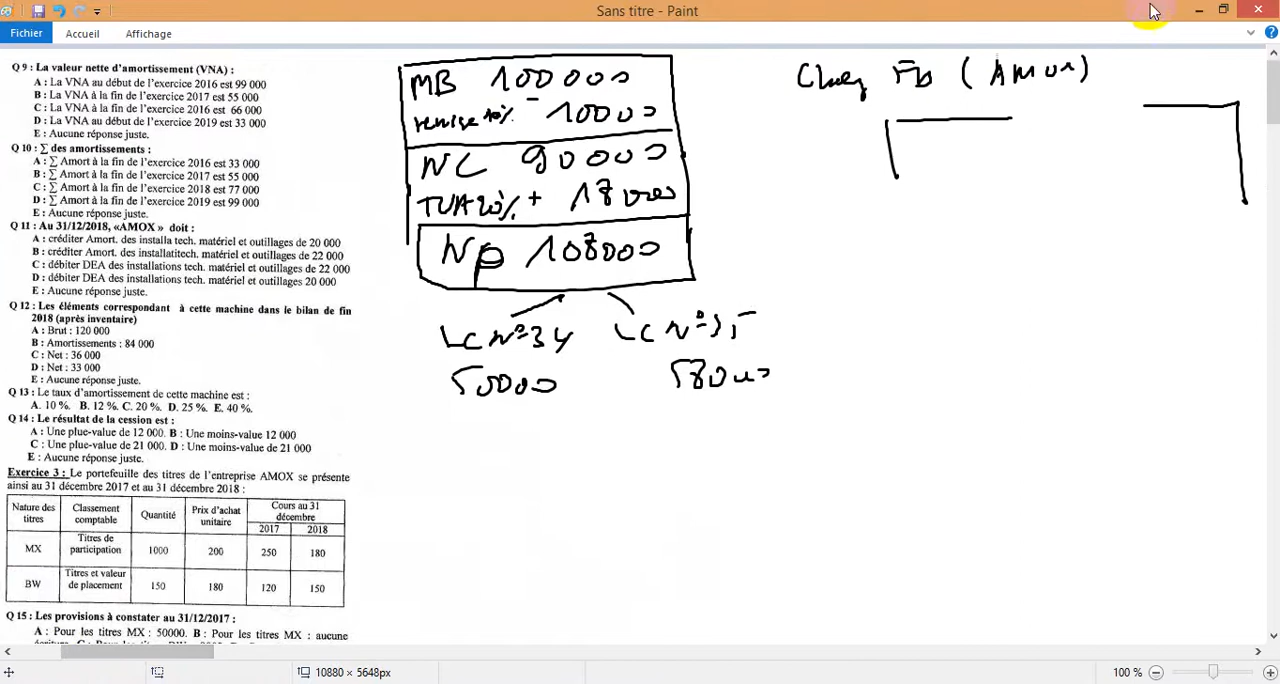 Sans titre - Paint
Fichier Accueil Affichage
Q 9 : La valeur nette d'amortissement (VNA) :
A : La VNA au début de l'exercice 2016 est 99 000
B : La VNA à la fin de l'exercice 2017 est 55 000
C : La VNA à la fin de l'exercice 2016 est 66 000
D : La VNA au début de l'exercice 2019 est 33 000
E : Aucune réponse juste.
Q 10 : ∑ des amortissements :
A : ∑ Amort à la fin de l'exercice 2016 est 33 000
B : ∑ Amort à la fin de l'exercice 2017 est 55 000
C : ∑ Amort à la fin de l'exercice 2018 est 77 000
D : ∑ Amort à la fin de l'exercice 2019 est 99 000
E : Aucune réponse juste.
Q 11 : Au 31/12/2018, «AMOX » doit :
A : créditer Amort. des installa tech. matériel et outillages de 20 000
B : créditer Amort. des installatitech. matériel et outillages de 22 000
C : débiter DEA des installations tech. matériel et outillages de 22 000
D : débiter DEA des installations tech. matériel et outillages 20 000
E : Aucune réponse juste.
Q 12 : Les éléments correspondant à cette machine dans le bilan de fin
2018 (après inventaire)
A : Brut : 120 000
B : Amortissements : 84 000
C : Net : 36 000
D : Net : 33 000
E : Aucune réponse juste.
Q 13 : Le taux d'amortissement de cette machine est :
A. 10 %. B. 12 %. C. 20 %. D. 25 %. E. 40 %.
Q 14 : Le résultat de la cession est :
A : Une plue-value de 12 000. B : Une moins-value 12 000
C : Une plue-value de 21 000. D : Une moins-value de 21 000
E : Aucune réponse juste.
Exercice 3 : Le portefeuille des titres de l'entreprise AMOX se présente
ainsi au 31 décembre 2017 et au 31 décembre 2018 :
Nature des titres Classement comptable Quantité Prix d'achat unitaire Cours au 31 décembre
2017 2018
MX Titres de participation 1000 200 250 180
BW Titres et valeur de placement 150 180 120 150
Q 15 : Les provisions à constater au 31/12/2017 :
A : Pour les titres MX : 50000. B : Pour les titres MX : aucune
MB 100000
remise 10% - 10000
NC 90000
TVA 20% + 18000
Np 108000
LC N°34 LC N°35
50000 58000
Chez Fb (AMOX)
10880 × 5648px
100 %